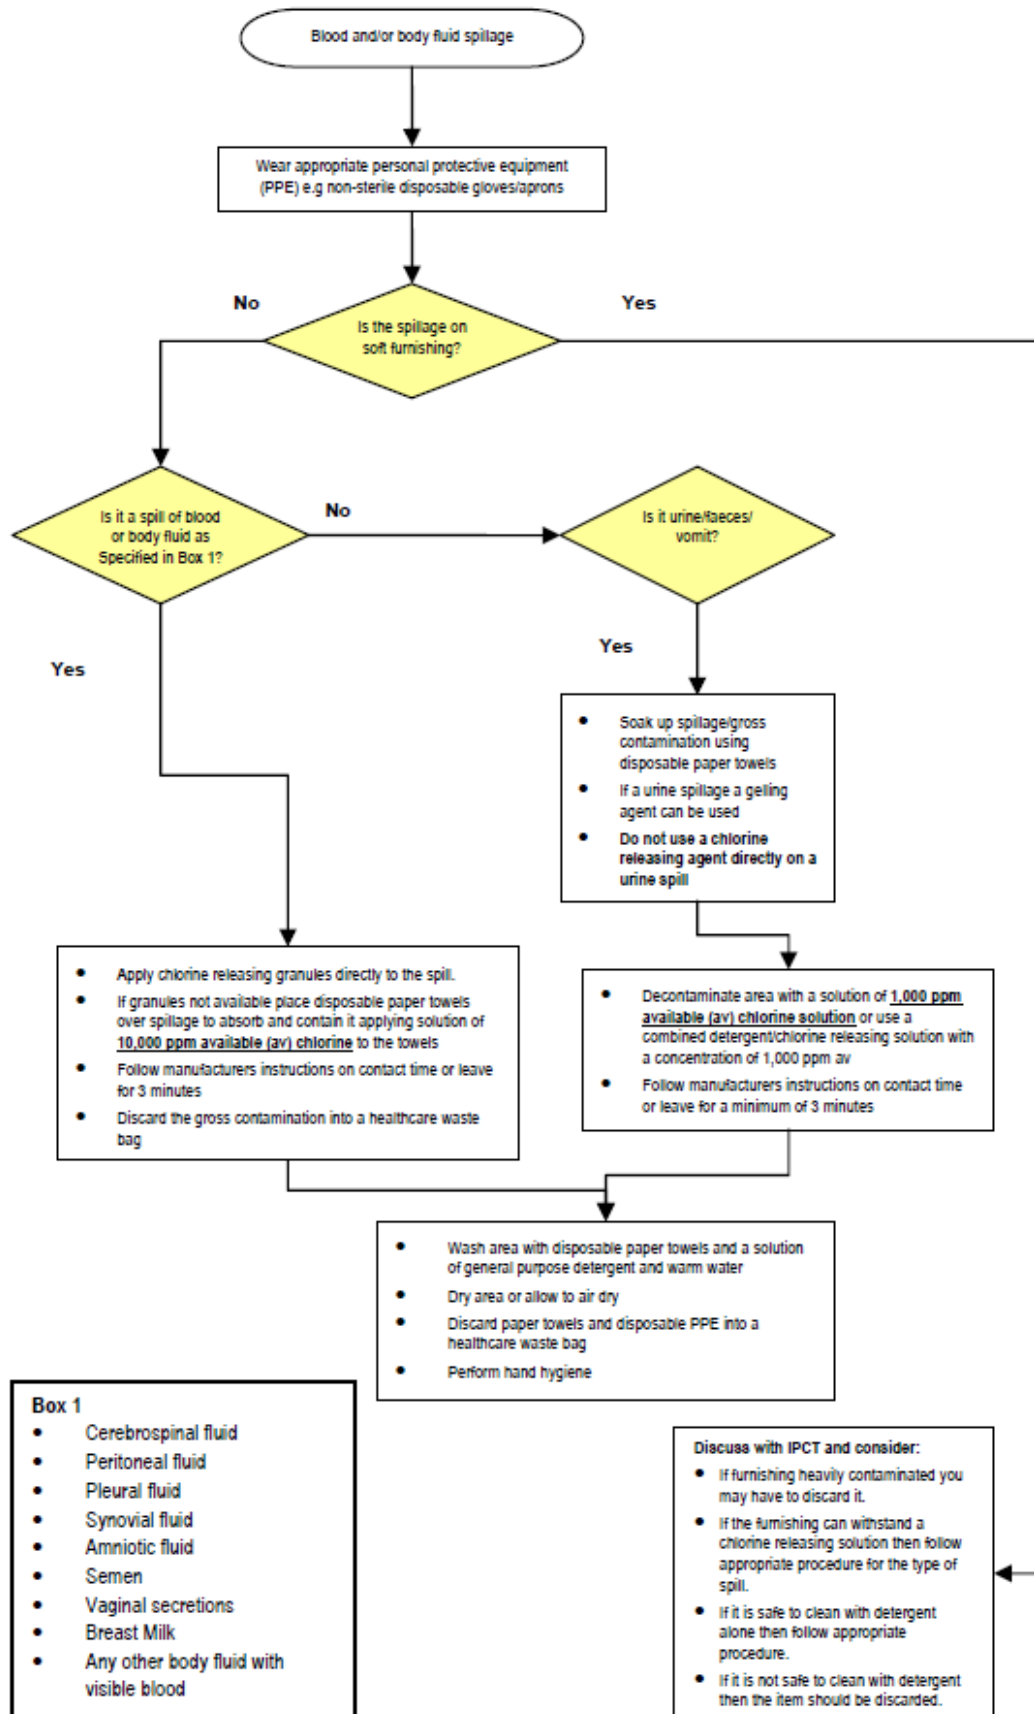 Blood and/or body fluid spillage
Wear appropriate personal protective equipment
(PPE) e.g non-sterile disposable gloves/aprons
No
Yes
Is the spillage on
soft furnishing?
Is it a spill of blood
or body fluid as
Specified in Box 1?
No
Is it urine/faeces/
vomit?
Yes
Yes
• Soak up spillage/gross
contamination using
disposable paper towels
• If a urine spillage a gelling
agent can be used
• Do not use a chlorine
releasing agent directly on a
urine spill
• Apply chlorine releasing granules directly to the spill.
• If granules not available place disposable paper towels
over spillage to absorb and contain it applying solution of
10,000 ppm available (av) chlorine to the towels
• Follow manufacturers instructions on contact time or leave
for 3 minutes
• Discard the gross contamination into a healthcare waste
bag
• Decontaminate area with a solution of 1,000 ppm
available (av) chlorine solution or use a
combined detergent/chlorine releasing solution with
a concentration of 1,000 ppm av
• Follow manufacturers instructions on contact time
or leave for a minimum of 3 minutes
• Wash area with disposable paper towels and a solution
of general purpose detergent and warm water
• Dry area or allow to air dry
• Discard paper towels and disposable PPE into a
healthcare waste bag
• Perform hand hygiene
Box 1
• Cerebrospinal fluid
• Peritoneal fluid
• Pleural fluid
• Synovial fluid
• Amniotic fluid
• Semen
• Vaginal secretions
• Breast Milk
• Any other body fluid with
visible blood
Discuss with IPCT and consider:
• If furnishing heavily contaminated you
may have to discard it.
• If the furnishing can withstand a
chlorine releasing solution then follow
appropriate procedure for the type of
spill.
• If it is safe to clean with detergent
alone then follow appropriate
procedure.
• If it is not safe to clean with detergent
then the item should be discarded.